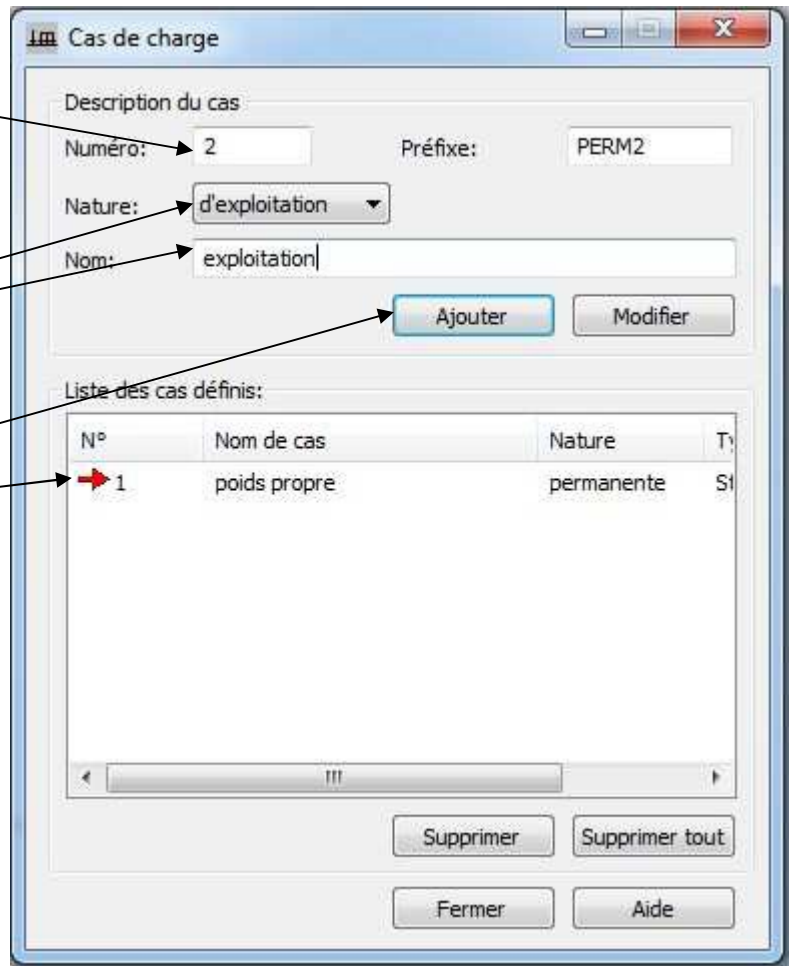 Cas de charge
Description du cas
Numéro: 2 Préfixe: PERM2
Nature: d'exploitation
Nom: exploitation
Ajouter Modifier
Liste des cas définis:
N° Nom de cas Nature
1 poids propre permanente
Supprimer Supprimer tout
Fermer Aide